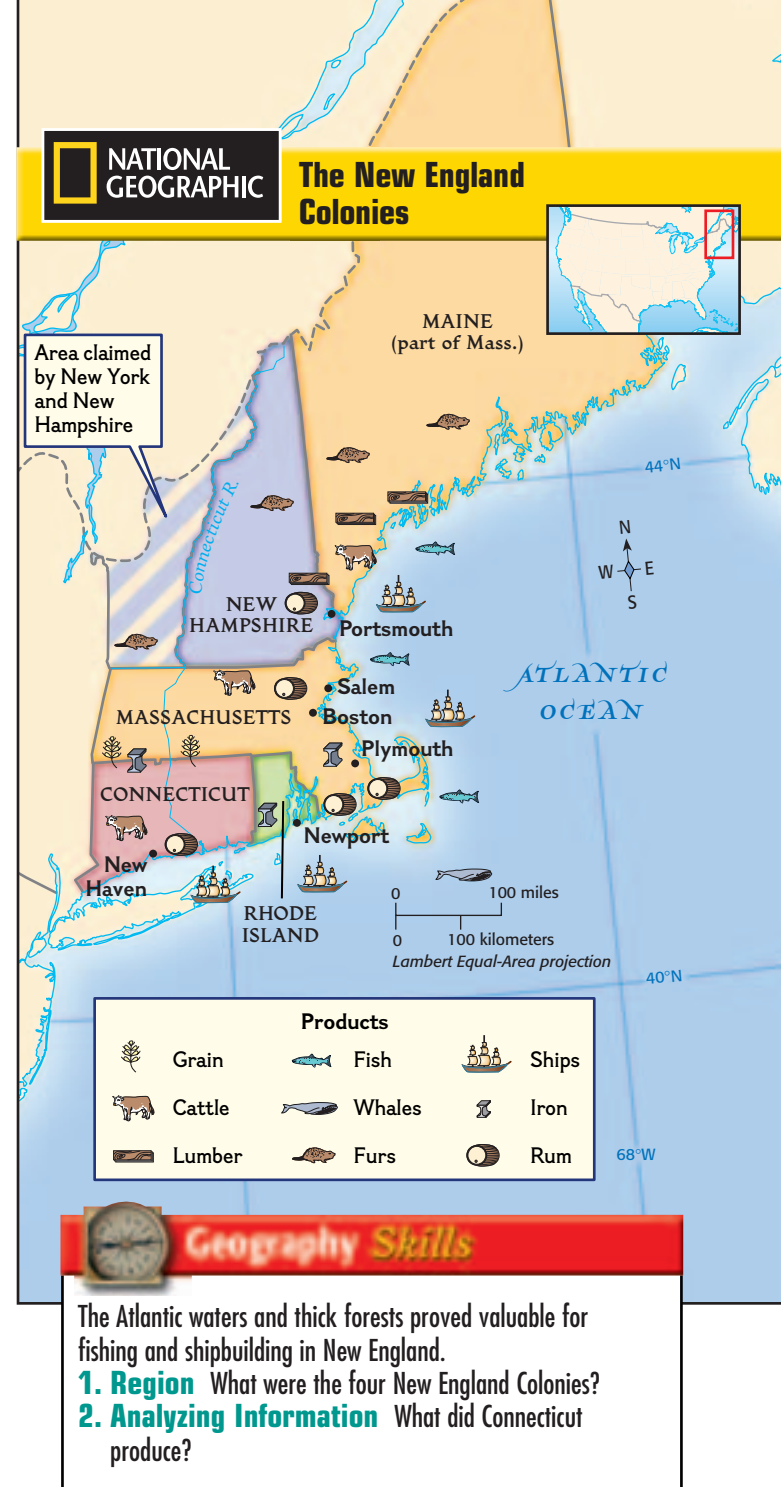 NATIONAL
GEOGRAPHIC
The New England
Colonies
MAINE
(part of Mass.)
Area claimed
by New York
and New
Hampshire
44°N
Connecticut R.
N
W E
S
NEW
HAMPSHIRE
Portsmouth
ATLANTIC
OCEAN
Salem
MASSACHUSETTS
Boston
Plymouth
CONNECTICUT
Newport
New
Haven
RHODE
ISLAND
0 100 miles
0 100 kilometers
Lambert Equal-Area projection
40°N
Products
Grain Fish Ships
Cattle Whales Iron
Lumber Furs Rum
68°W
Geography Skills
The Atlantic waters and thick forests proved valuable for
fishing and shipbuilding in New England.
1. Region What were the four New England Colonies?
2. Analyzing Information What did Connecticut
produce?